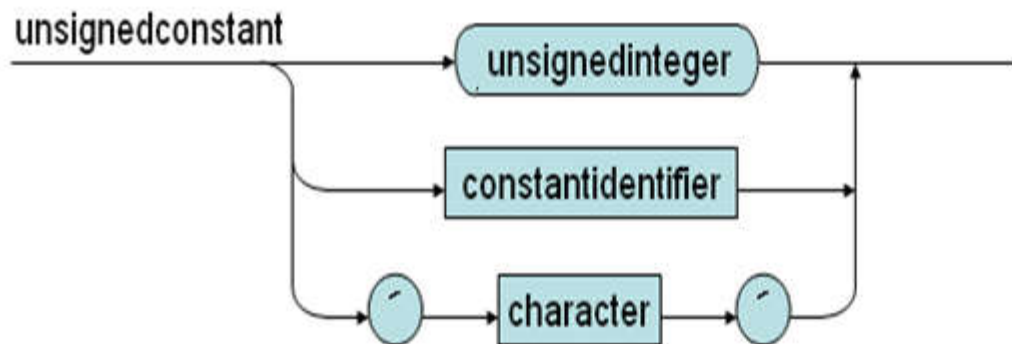 unsignedconstant
unsignedinteger
constantidentifier
´ character ´